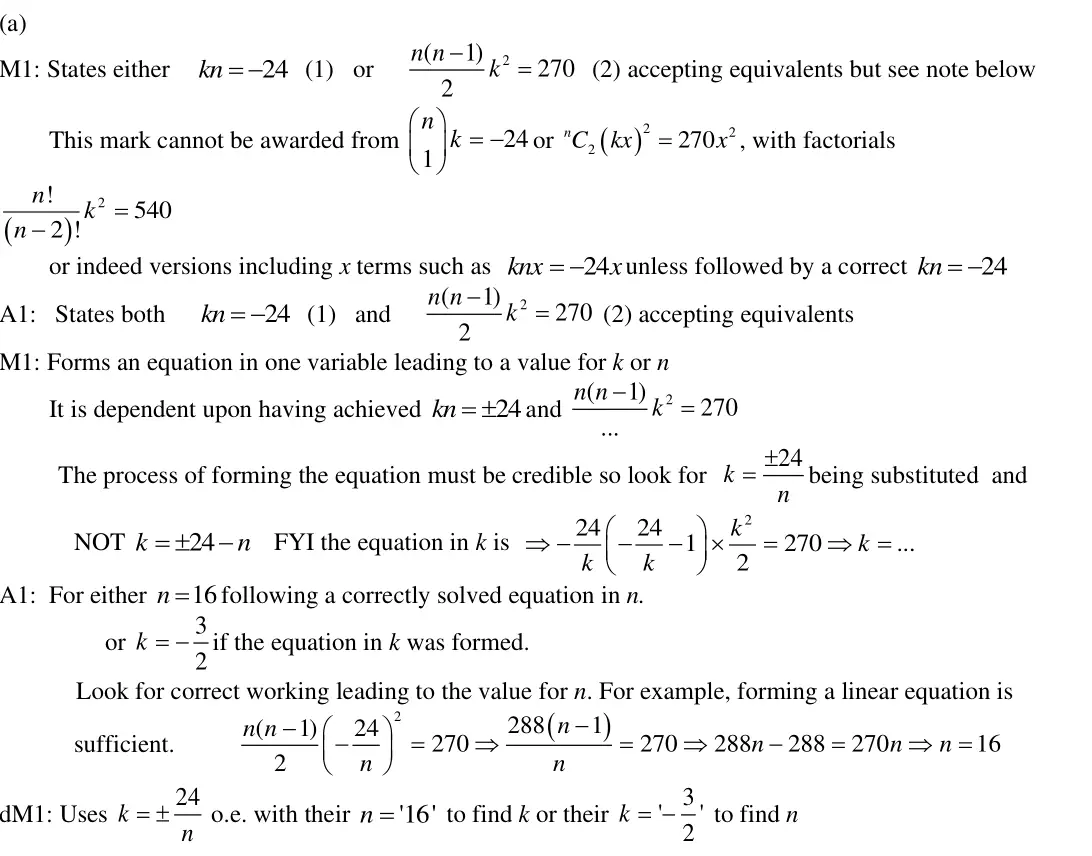 (a)
M1: States either kn = −24 (1) or n(n−1)/2 k² = 270 (2) accepting equivalents but see note below
This mark cannot be awarded from (n 1) k = −24 or ⁿC₂ (kx)² = 270x², with factorials
n!/(n−2)! k² = 540
or indeed versions including x terms such as knx = −24x unless followed by a correct kn = −24
A1: States both kn = −24 (1) and n(n−1)/2 k² = 270 (2) accepting equivalents
M1: Forms an equation in one variable leading to a value for k or n
It is dependent upon having achieved kn = ±24 and n(n−1)/... k² = 270
The process of forming the equation must be credible so look for k = ±24/n being substituted and
NOT k = ±24 − n FYI the equation in k is ⇒ −24/k (−24/k − 1) × k²/2 = 270 ⇒ k = ...
A1: For either n = 16 following a correctly solved equation in n.
or k = −3/2 if the equation in k was formed.
Look for correct working leading to the value for n. For example, forming a linear equation is
sufficient. n(n−1)/2 (−24/n)² = 270 ⇒ 288(n−1)/n = 270 ⇒ 288n − 288 = 270n ⇒ n = 16
dM1: Uses k = ±24/n o.e. with their n = '16' to find k or their k = '−3/2' to find n